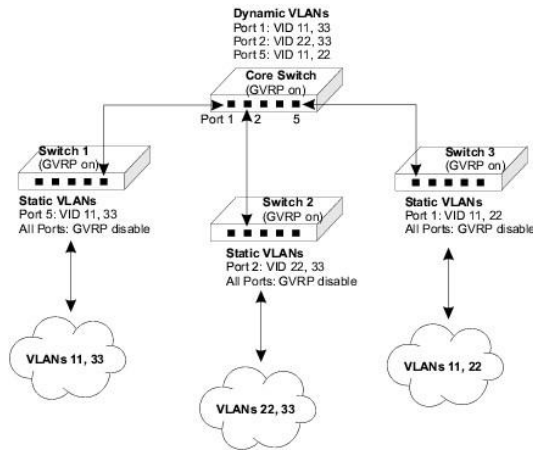 Dynamic VLANs
Port 1: VID 11, 33
Port 2: VID 22, 33
Port 5: VID 11, 22
Core Switch
(GVRP on)
Port 1 2 5
Switch 1
(GVRP on)
Static VLANs
Port 5: VID 11, 33
All Ports: GVRP disable
Switch 2
(GVRP on)
Static VLANs
Port 2: VID 22, 33
All Ports: GVRP disable
Switch 3
(GVRP on)
Static VLANs
Port 1: VID 11, 22
All Ports: GVRP disable
VLANs 11, 33
VLANs 22, 33
VLANs 11, 22